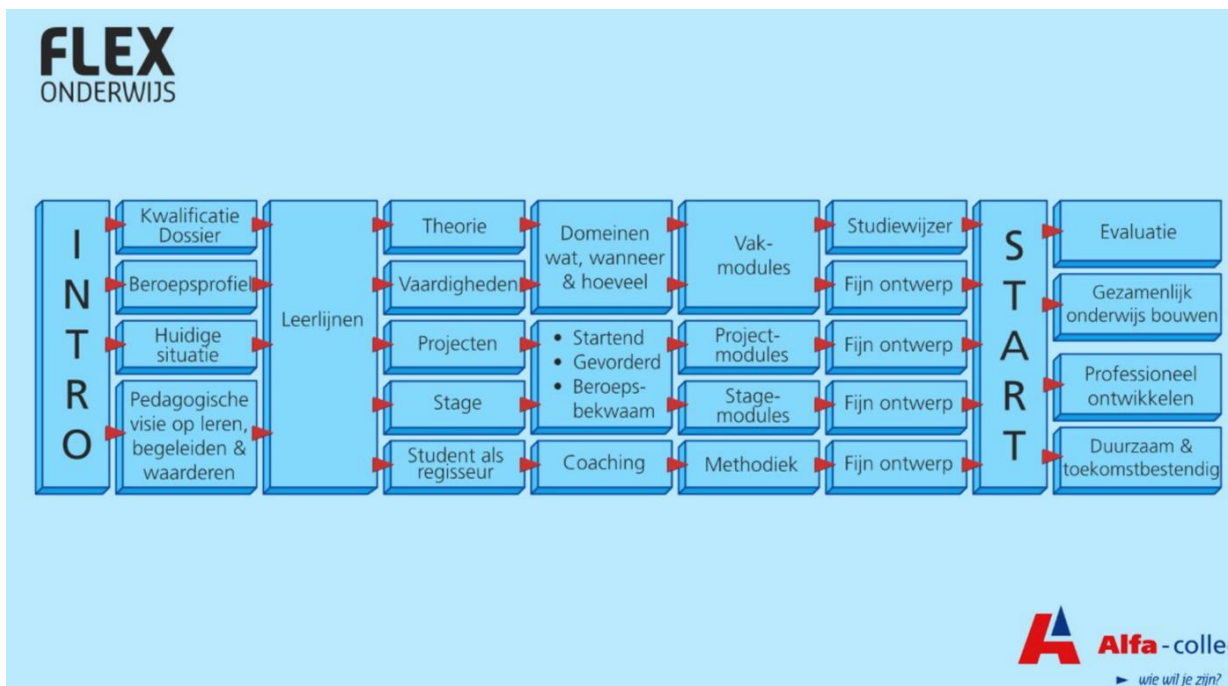 FLEX
ONDERWIJS
INTRO
Kwalificatie
Dossier
Beroepsprofiel
Huidige
situatie
Pedagogische
visie op leren,
begeleiden &
waarderen
Leerlijnen
Theorie
Vaardigheden
Projecten
Stage
Student als
regisseur
Domeinen
wat, wanneer
& hoeveel
• Startend
• Gevorderd
• Beroeps-
bekwaam
Coaching
Vak-
modules
Project-
modules
Stage-
modules
Methodiek
Studiewijzer
Fijn ontwerp
Fijn ontwerp
Fijn ontwerp
Fijn ontwerp
START
Evaluatie
Gezamenlijk
onderwijs bouwen
Professioneel
ontwikkelen
Duurzaam &
toekomstbestendig
Alfa-colle
wie wil je zijn?